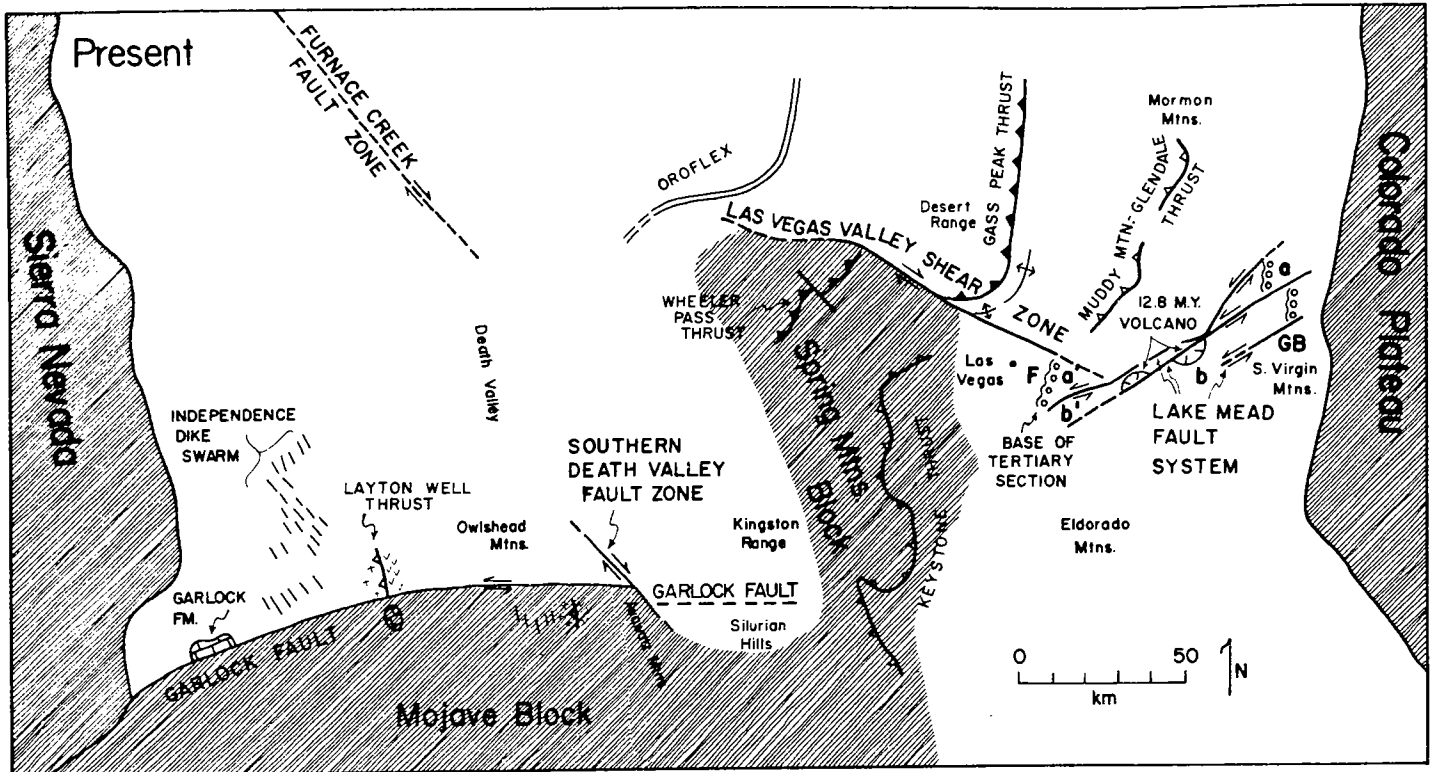 Present
FURNACE CREEK
FAULT ZONE
Sierra Nevada
Colorado Plateau
OROFLEX
GASS PEAK THRUST
Mormon
Mtns.
MUDDY MTN.-GLENDALE
THRUST
Desert
Range
LAS VEGAS VALLEY SHEAR
ZONE
WHEELER
PASS
THRUST
12.8 M.Y.
VOLCANO
a
GB
S. Virgin
Mtns.
b
Las
Vegas
F
a'
b'
LAKE MEAD
FAULT
SYSTEM
BASE OF
TERTIARY
SECTION
Death Valley
Spring Mtns
Block
KEYSTONE
THRUST
INDEPENDENCE
DIKE
SWARM
LAYTON WELL
THRUST
SOUTHERN
DEATH VALLEY
FAULT ZONE
Owlshead
Mtns.
Kingston
Range
Eldorado
Mtns.
GARLOCK
FM.
GARLOCK FAULT
GARLOCK FAULT
Silurian
Hills
Mojave Block
0 50
km
N